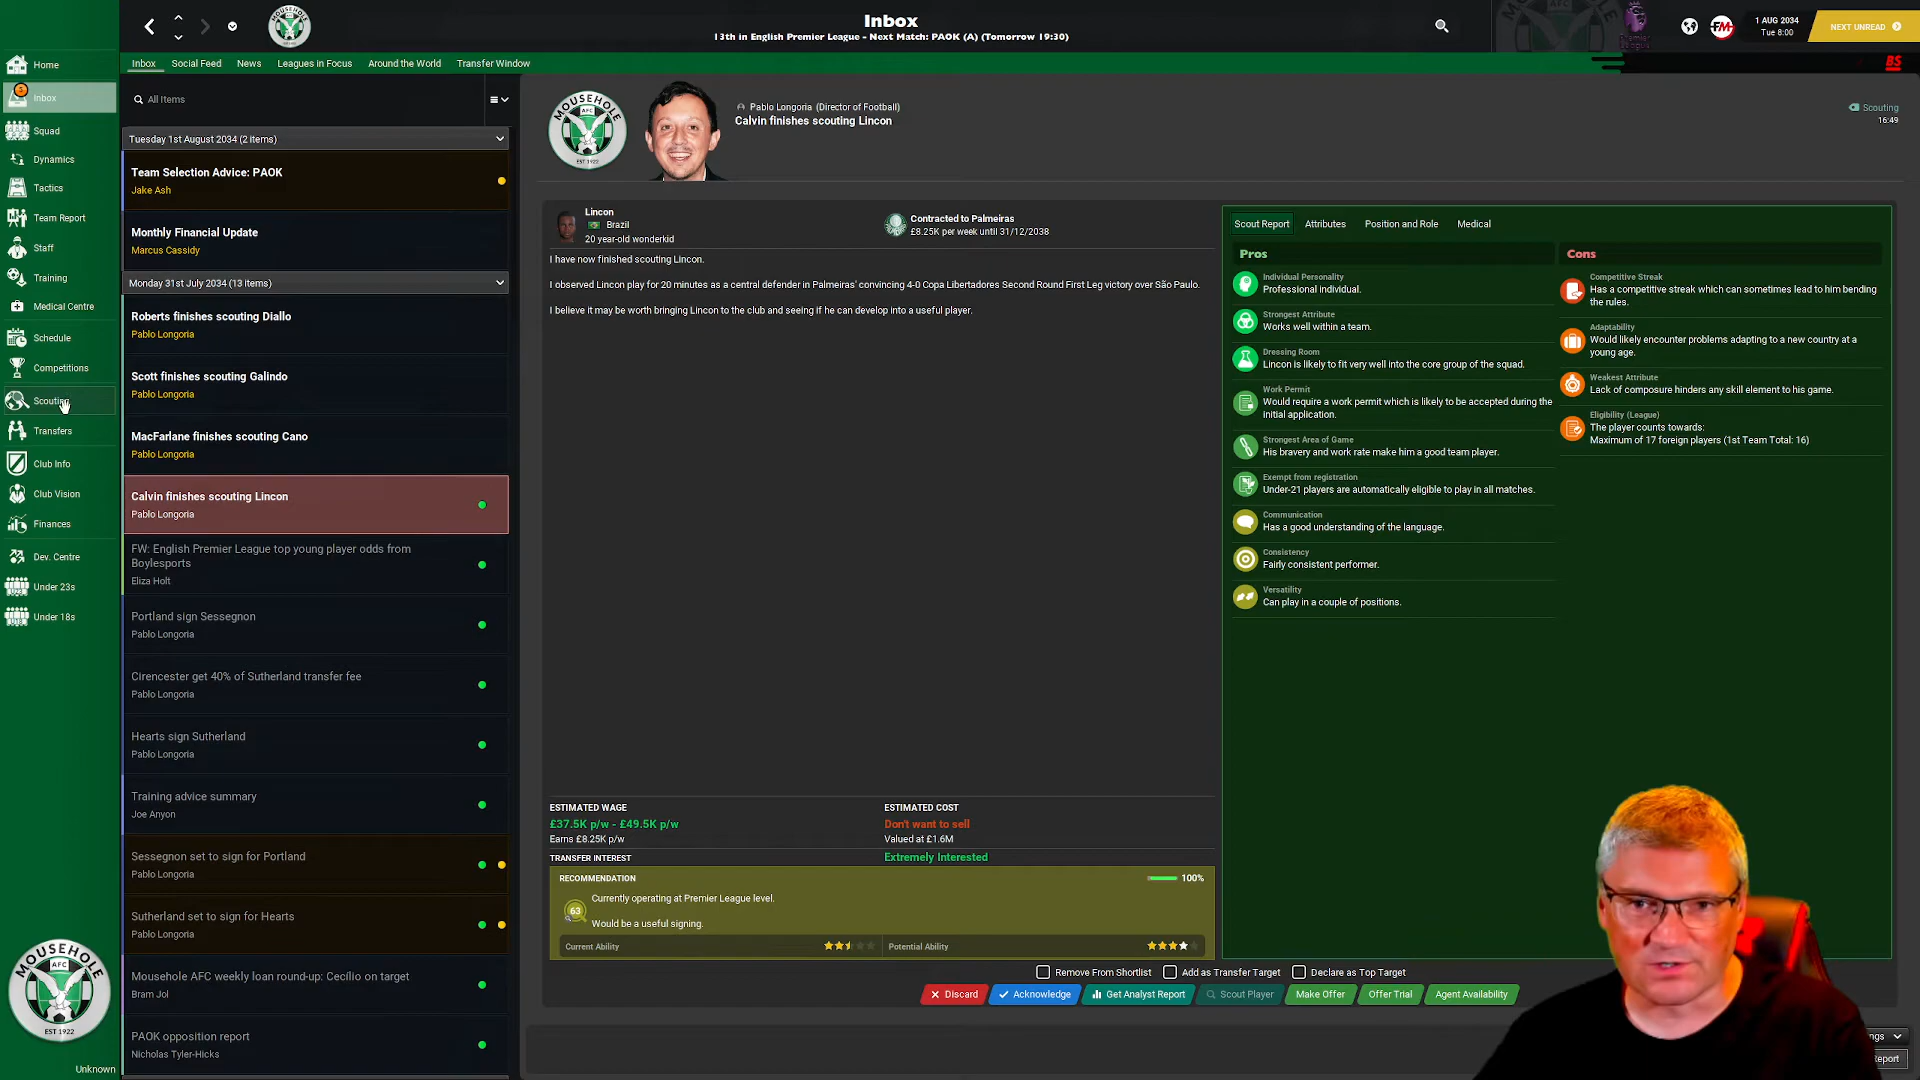 Inbox
13th in English Premier League - Next Match: PAOK (A) (Tomorrow 19:30)
1 AUG 2034
Tue 8:00
NEXT UNREAD
Home
Inbox
5
Squad
Dynamics
Tactics
Team Report
Staff
Training
Medical Centre
Schedule
Competitions
Scouting
Transfers
Club Info
Club Vision
Finances
Dev. Centre
Under 23s
Under 18s
MOUSEHOLE
AFC
EST 1922
Unknown
Inbox
Social Feed
News
Leagues in Focus
Around the World
Transfer Window
BS
All Items
Tuesday 1st August 2034 (2 items)
Team Selection Advice: PAOK
Jake Ash
Monthly Financial Update
Marcus Cassidy
Monday 31st July 2034 (13 items)
Roberts finishes scouting Diallo
Pablo Longoria
Scott finishes scouting Galindo
Pablo Longoria
MacFarlane finishes scouting Cano
Pablo Longoria
Calvin finishes scouting Lincon
Pablo Longoria
FW: English Premier League top young player odds from
Boylesports
Eliza Holt
Portland sign Sessegnon
Pablo Longoria
Cirencester get 40% of Sutherland transfer fee
Pablo Longoria
Hearts sign Sutherland
Pablo Longoria
Training advice summary
Joe Anyon
Sessegnon set to sign for Portland
Pablo Longoria
Sutherland set to sign for Hearts
Pablo Longoria
Mousehole AFC weekly loan round-up: Cecílio on target
Bram Jol
PAOK opposition report
Nicholas Tyler-Hicks
MOUSEHOLE
AFC
EST 1922
Pablo Longoria (Director of Football)
Calvin finishes scouting Lincon
Scouting
16:49
Lincon
Brazil
20 year-old wonderkid
Contracted to Palmeiras
£8.25K per week until 31/12/2038
I have now finished scouting Lincon.
I observed Lincon play for 20 minutes as a central defender in Palmeiras' convincing 4-0 Copa Libertadores Second Round First Leg victory over São Paulo.
I believe it may be worth bringing Lincon to the club and seeing if he can develop into a useful player.
ESTIMATED WAGE
£37.5K p/w - £49.5K p/w
Earns £8.25K p/w
ESTIMATED COST
Don't want to sell
Valued at £1.6M
TRANSFER INTEREST
Extremely Interested
RECOMMENDATION
100%
63
Currently operating at Premier League level.
Would be a useful signing.
Current Ability
Potential Ability
Scout Report
Attributes
Position and Role
Medical
Pros
Individual Personality
Professional individual.
Strongest Attribute
Works well within a team.
Dressing Room
Lincon is likely to fit very well into the core group of the squad.
Work Permit
Would require a work permit which is likely to be accepted during the
initial application.
Strongest Area of Game
His bravery and work rate make him a good team player.
Exempt from registration
Under-21 players are automatically eligible to play in all matches.
Communication
Has a good understanding of the language.
Consistency
Fairly consistent performer.
Versatility
Can play in a couple of positions.
Cons
Competitive Streak
Has a competitive streak which can sometimes lead to him bending
the rules.
Adaptability
Would likely encounter problems adapting to a new country at a
young age.
Weakest Attribute
Lack of composure hinders any skill element to his game.
Eligibility (League)
The player counts towards:
Maximum of 17 foreign players (1st Team Total: 16)
Remove From Shortlist
Add as Transfer Target
Declare as Top Target
Discard
Acknowledge
Get Analyst Report
Scout Player
Make Offer
Offer Trial
Agent Availability
ngs
eport